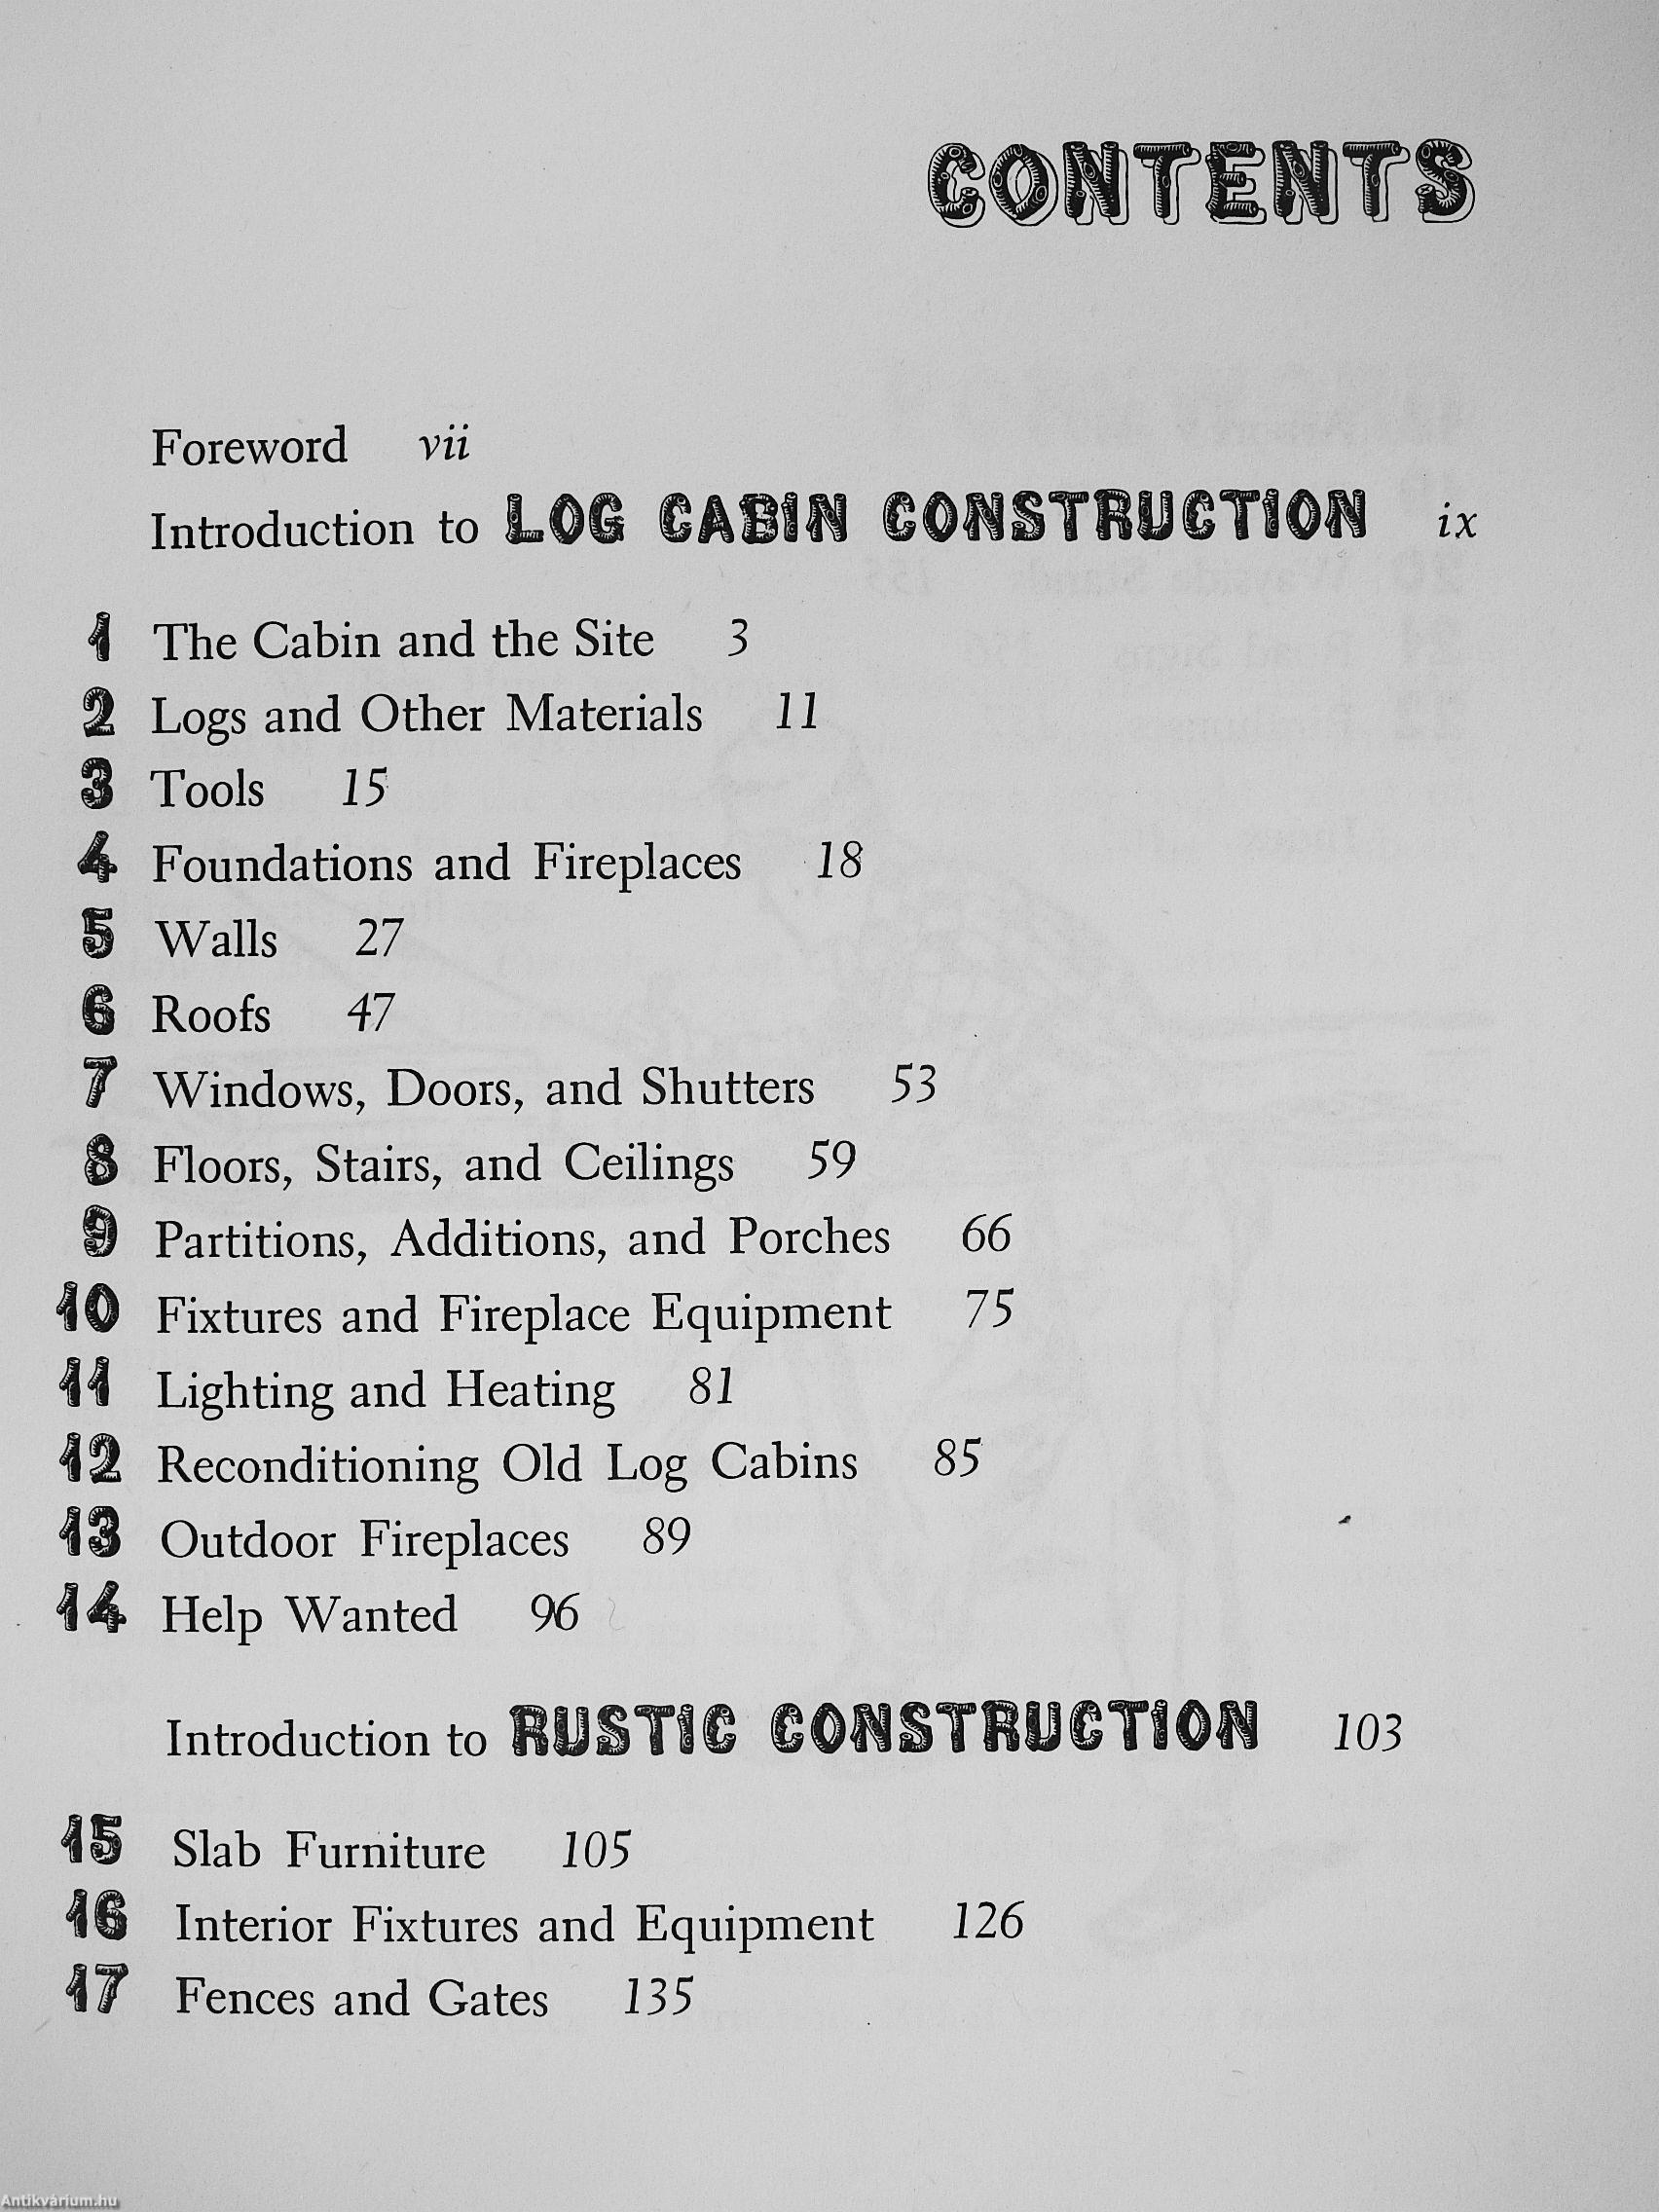 CONTENTS
Foreword vii
Introduction to LOG CABIN CONSTRUCTION ix
1 The Cabin and the Site 3
2 Logs and Other Materials 11
3 Tools 15
4 Foundations and Fireplaces 18
5 Walls 27
6 Roofs 47
7 Windows, Doors, and Shutters 53
8 Floors, Stairs, and Ceilings 59
9 Partitions, Additions, and Porches 66
10 Fixtures and Fireplace Equipment 75
11 Lighting and Heating 81
12 Reconditioning Old Log Cabins 85
13 Outdoor Fireplaces 89
14 Help Wanted 96
Introduction to RUSTIC CONSTRUCTION 103
15 Slab Furniture 105
16 Interior Fixtures and Equipment 126
17 Fences and Gates 135
Antikvárium.hu